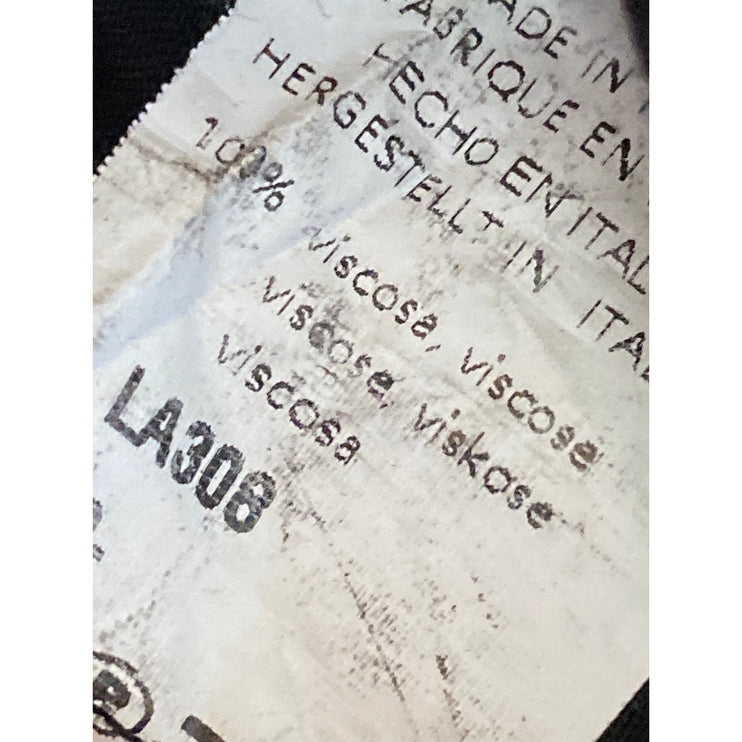 MADE IN
FABRIQUE EN
HECHO EN ITAL
HERGESTELLT IN ITAL
100% viscosa, viscose
viscose, viskose
viscosa
LA308
R